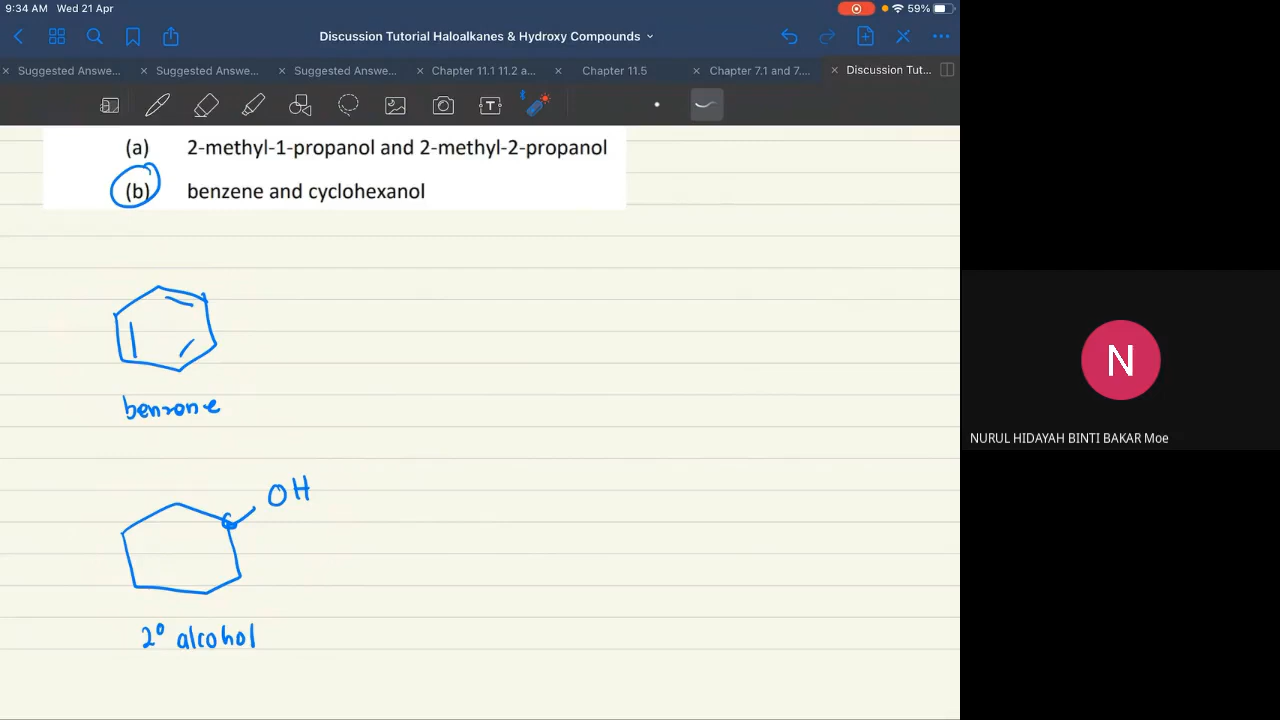 9:34 AM Wed 21 Apr
59%
Discussion Tutorial Haloalkanes & Hydroxy Compounds
Suggested Answe...
Suggested Answe...
Suggested Answe...
Chapter 11.1 11.2 a...
Chapter 11.5
Chapter 7.1 and 7....
Discussion Tut...
T
(a) 2-methyl-1-propanol and 2-methyl-2-propanol
(b) benzene and cyclohexanol
benzene
OH
2° alcohol
N
NURUL HIDAYAH BINTI BAKAR Moe